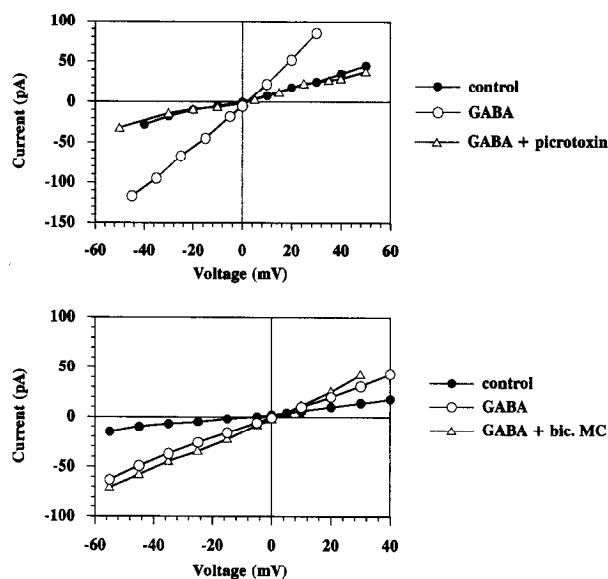 100
50
0
-50
-100
-150
Current (pA)
-60 -40 -20 0 20 40 60
Voltage (mV)
control
GABA
GABA + picrotoxin
100
50
0
-50
-100
Current (pA)
-60 -40 -20 0 20 40
Voltage (mV)
control
GABA
GABA + bic. MC